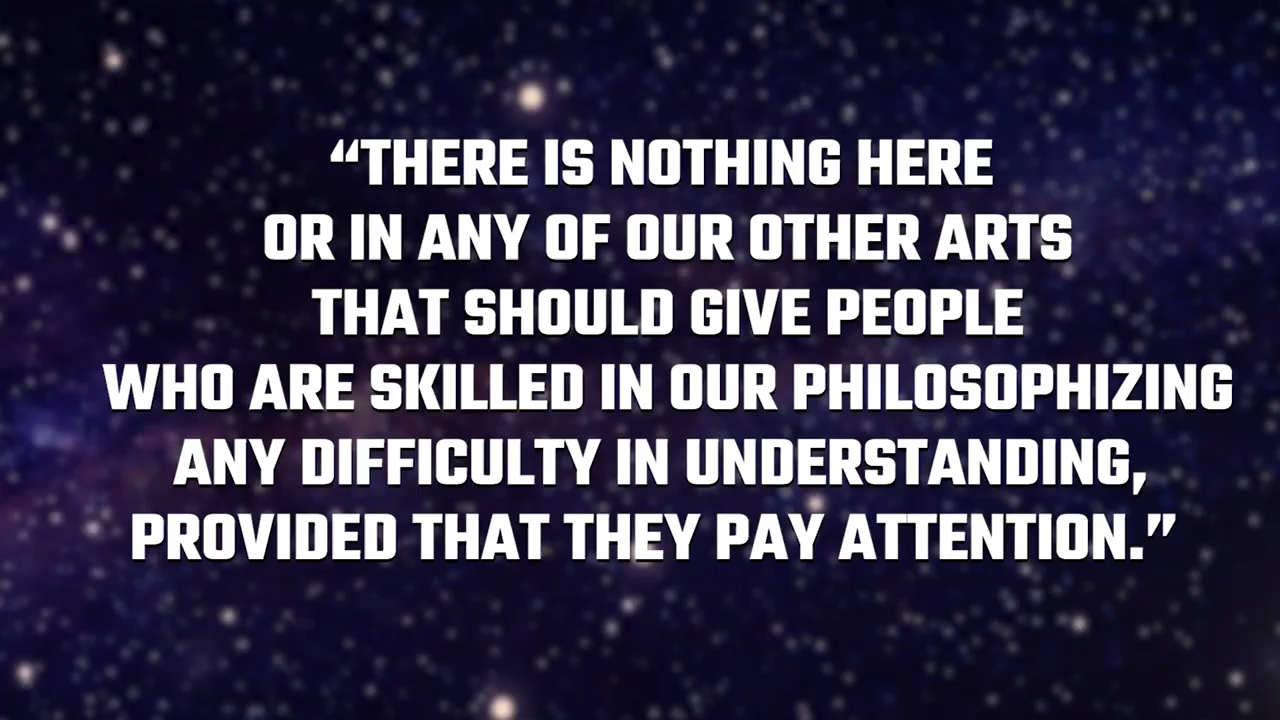 “THERE IS NOTHING HERE
OR IN ANY OF OUR OTHER ARTS
THAT SHOULD GIVE PEOPLE
WHO ARE SKILLED IN OUR PHILOSOPHIZING
ANY DIFFICULTY IN UNDERSTANDING,
PROVIDED THAT THEY PAY ATTENTION.”